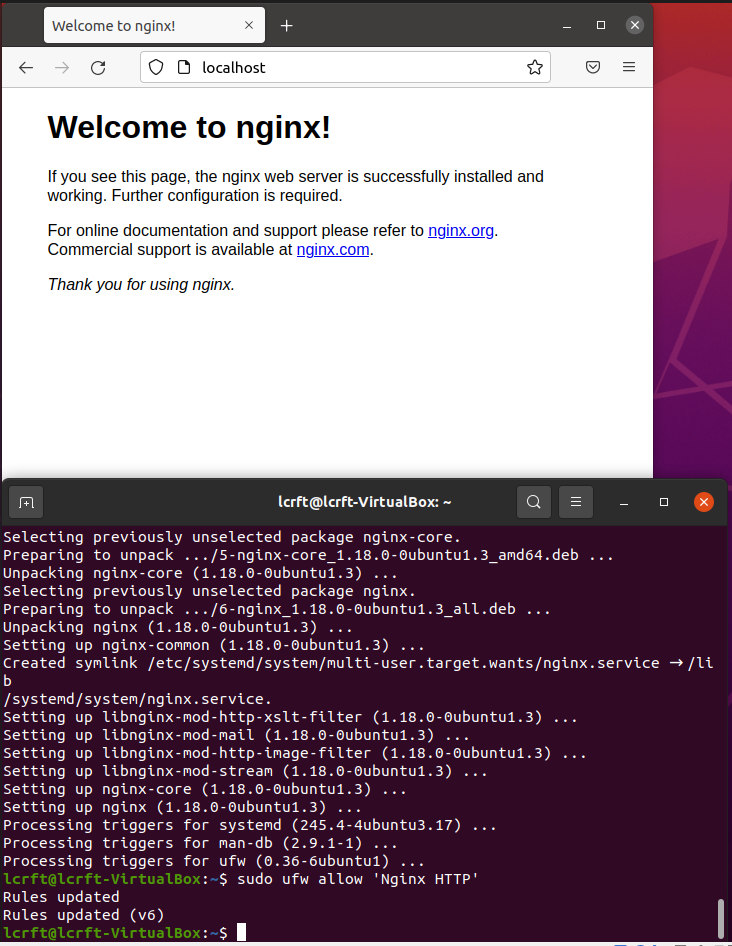 Welcome to nginx!
localhost
Welcome to nginx!
If you see this page, the nginx web server is successfully installed and
working. Further configuration is required.
For online documentation and support please refer to nginx.org.
Commercial support is available at nginx.com.
Thank you for using nginx.
lcrft@lcrft-VirtualBox: ~
Selecting previously unselected package nginx-core.
Preparing to unpack .../5-nginx-core_1.18.0-0ubuntu1.3_amd64.deb ...
Unpacking nginx-core (1.18.0-0ubuntu1.3) ...
Selecting previously unselected package nginx.
Preparing to unpack .../6-nginx_1.18.0-0ubuntu1.3_all.deb ...
Unpacking nginx (1.18.0-0ubuntu1.3) ...
Setting up nginx-common (1.18.0-0ubuntu1.3) ...
Created symlink /etc/systemd/system/multi-user.target.wants/nginx.service → /li
b
/systemd/system/nginx.service.
Setting up libnginx-mod-http-xslt-filter (1.18.0-0ubuntu1.3) ...
Setting up libnginx-mod-mail (1.18.0-0ubuntu1.3) ...
Setting up libnginx-mod-http-image-filter (1.18.0-0ubuntu1.3) ...
Setting up libnginx-mod-stream (1.18.0-0ubuntu1.3) ...
Setting up nginx-core (1.18.0-0ubuntu1.3) ...
Setting up nginx (1.18.0-0ubuntu1.3) ...
Processing triggers for systemd (245.4-4ubuntu3.17) ...
Processing triggers for man-db (2.9.1-1) ...
Processing triggers for ufw (0.36-6ubuntu1) ...
lcrft@lcrft-VirtualBox:~$ sudo ufw allow 'Nginx HTTP'
Rules updated
Rules updated (v6)
lcrft@lcrft-VirtualBox:~$